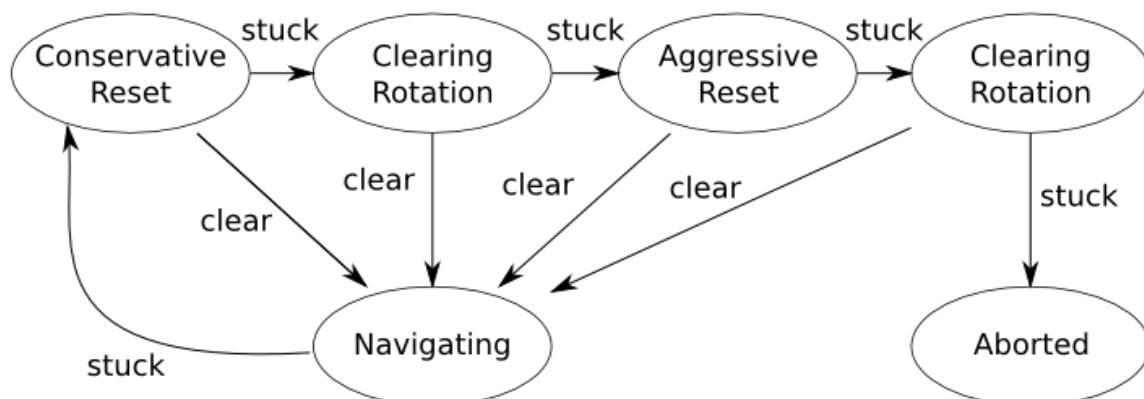 stuck
stuck
stuck
Conservative
Reset
Clearing
Rotation
Aggressive
Reset
Clearing
Rotation
clear
clear
clear
clear
stuck
Navigating
Aborted
stuck